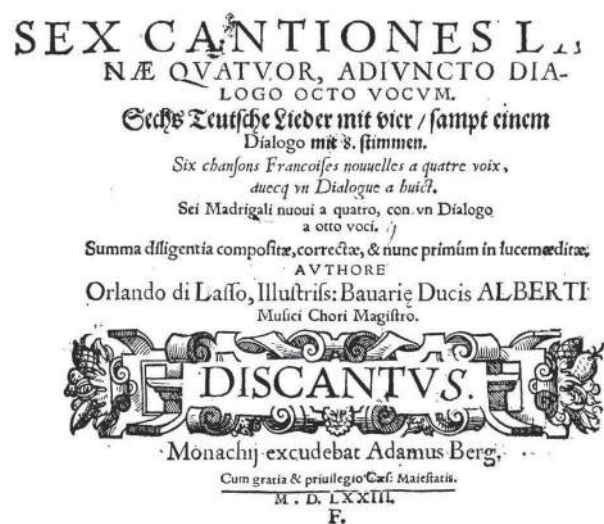 SEX CANTIONES
NÆ QVATVOR, ADIVNCTO DIA-
LOGO OCTO VOCVM.
Sechs Teutsche Lieder mit vier / sampt einem
Dialogo mit 8. stimmen.
Six chansons Francoises nouuelles a quatre voix,
auecq vn Dialogue a huict.
Sei Madrigali nuoui a quatro, con vn Dialogo
a otto voci.
Summa diligentia compositæ, correctæ, & nunc primùm in lucem æditæ.
AVTHORE
Orlando di Lasso, Illustriss: Bauarię Ducis ALBERTI
Musici Chori Magistro.
DISCANTVS.
Monachij excudebat Adamus Berg.
Cum gratia & priuilegio Cæs: Maiestatis.
M. D. LXXIII.
F.